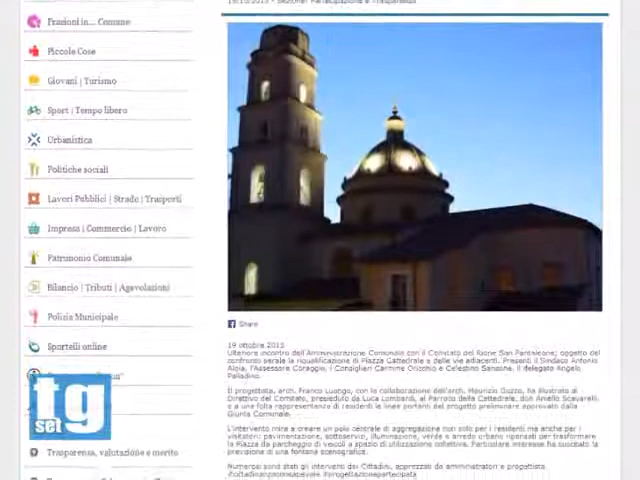 19/10/2015 - Sezione: Partecipazione e Trasparenza
Frazioni in... Comune
Piccole Cose
Giovani | Turismo
Sport | Tempo libero
Urbanistica
Politiche sociali
Lavori Pubblici | Strade | Trasporti
Impresa | Commercio | Lavoro
Patrimonio Comunale
Bilancio | Tributi | Agevolazioni
Polizia Municipale
Sportelli online
tg
set
Trasparenza, valutazione e merito
Share
19 ottobre 2015
Ulteriore incontro dell'Amministrazione Comunale con il Comitato del Rione San Pantaleone; oggetto del
confronto serale la riqualificazione di Piazza Cattedrale e delle vie adiacenti. Presenti il Sindaco Antonio
Aloia, l'Assessore Coraggio, i Consiglieri Carmine Oricchio e Celestino Sansone, il delegato Angelo
Palladino.
Il progettista, arch. Franco Luongo, con la collaborazione dell'arch. Maurizio Guzzo, ha illustrato al
Direttivo del Comitato, presieduto da Luca Lombardi, al Parroco della Cattedrale, don Aniello Scavarelli
e a una folta rappresentanza di residenti le linee portanti del progetto preliminare approvato dalla
Giunta Comunale.
L'intervento mira a creare un polo centrale di aggregazione non solo per i residenti ma anche per i
visitatori: pavimentazione, sottoservizi, illuminazione, verde e arredo urbano ripensati per trasformare
la Piazza da parcheggio di veicoli a spazio di utilizzazione collettiva. Particolare interesse ha suscitato la
previsione di una fontana scenografica.
Numerosi sono stati gli interventi dei Cittadini, apprezzati da amministratori e progettista.